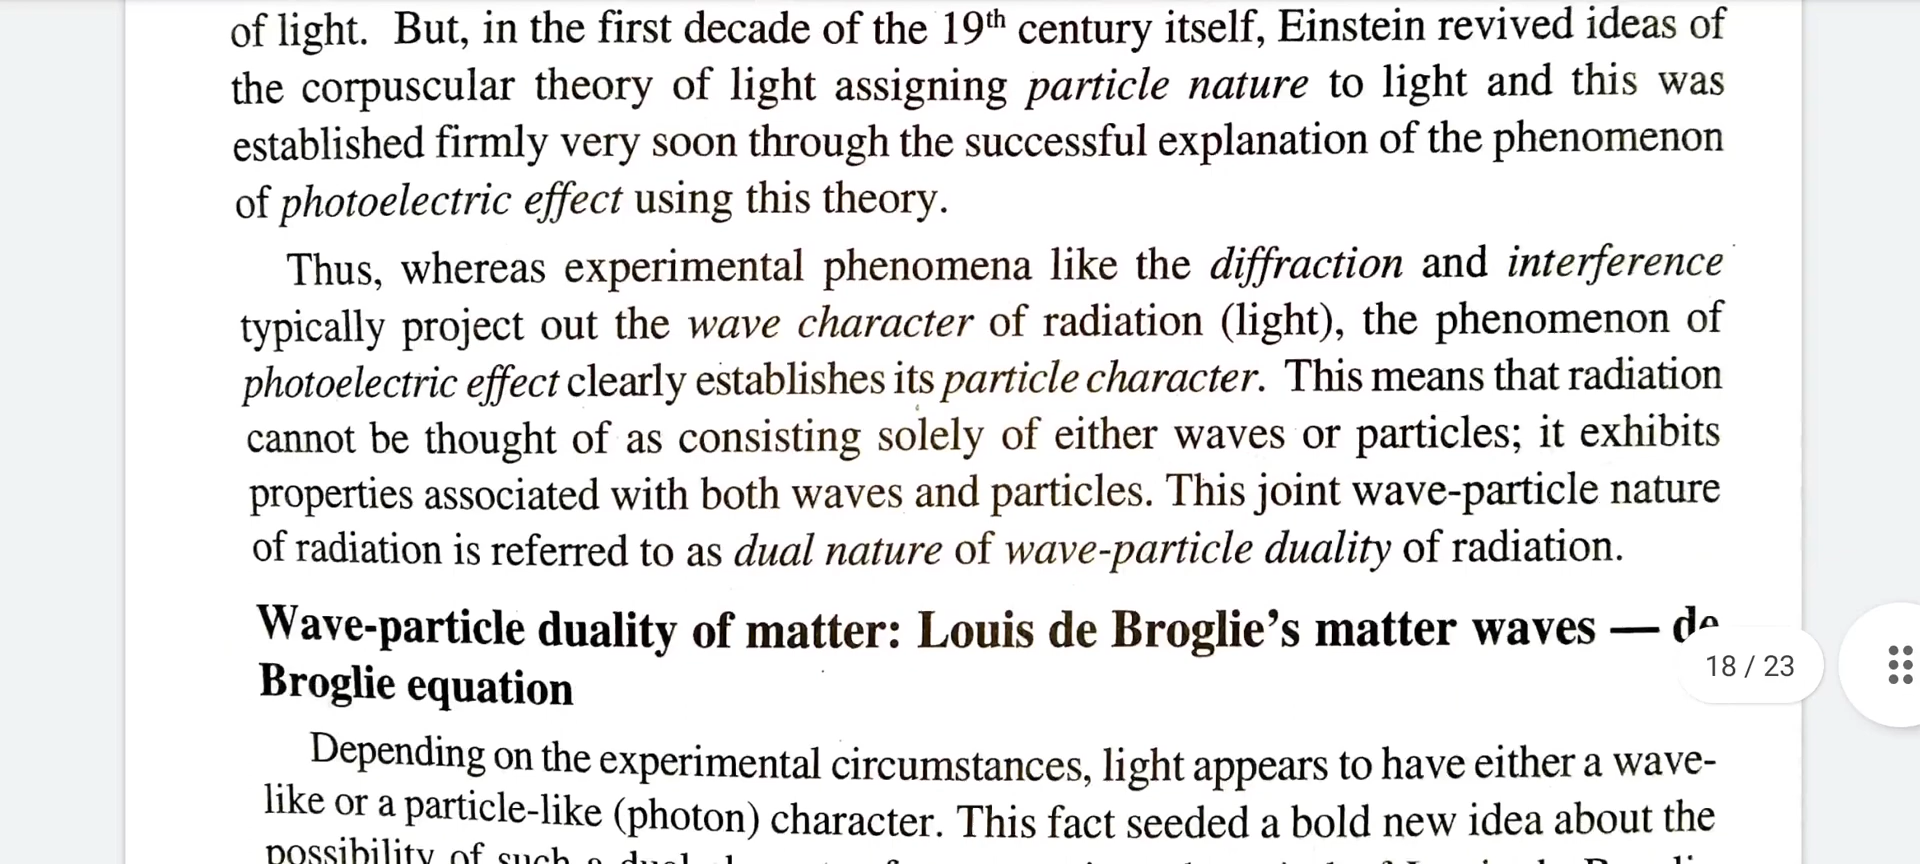 of light. But, in the first decade of the 19th century itself, Einstein revived ideas of
the corpuscular theory of light assigning particle nature to light and this was
established firmly very soon through the successful explanation of the phenomenon
of photoelectric effect using this theory.
Thus, whereas experimental phenomena like the diffraction and interference
typically project out the wave character of radiation (light), the phenomenon of
photoelectric effect clearly establishes its particle character. This means that radiation
cannot be thought of as consisting solely of either waves or particles; it exhibits
properties associated with both waves and particles. This joint wave-particle nature
of radiation is referred to as dual nature of wave-particle duality of radiation.
Wave-particle duality of matter: Louis de Broglie's matter waves — de
Broglie equation
18 / 23
Depending on the experimental circumstances, light appears to have either a wave-
like or a particle-like (photon) character. This fact seeded a bold new idea about the
possibility of such a dual